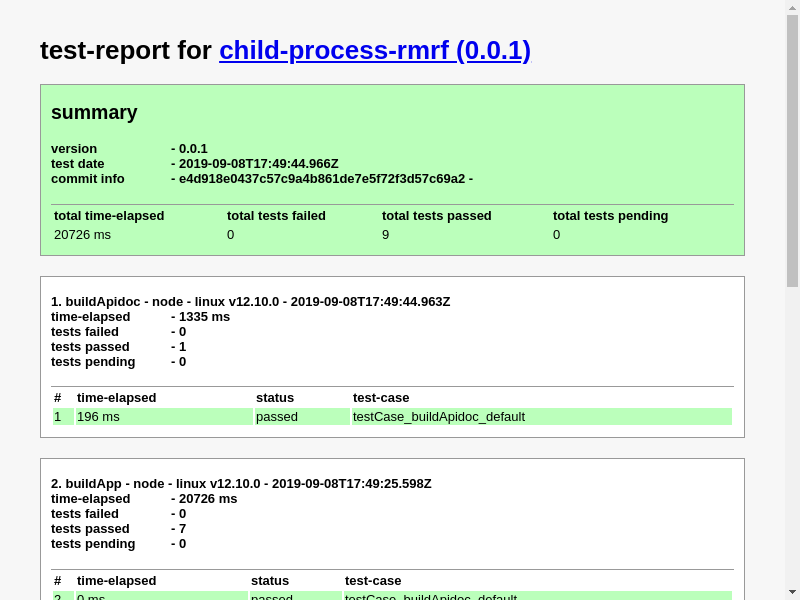 test-report for child-process-rmrf (0.0.1)
summary
version - 0.0.1
test date - 2019-09-08T17:49:44.966Z
commit info - e4d918e0437c57c9a4b861de7e5f72f3d57c69a2 -
total time-elapsed total tests failed total tests passed total tests pending
20726 ms 0 9 0
1. buildApidoc - node - linux v12.10.0 - 2019-09-08T17:49:44.963Z
time-elapsed - 1335 ms
tests failed - 0
tests passed - 1
tests pending - 0
# time-elapsed status test-case
1 196 ms passed testCase_buildApidoc_default
2. buildApp - node - linux v12.10.0 - 2019-09-08T17:49:25.598Z
time-elapsed - 20726 ms
tests failed - 0
tests passed - 7
tests pending - 0
# time-elapsed status test-case
2 0 ms passed testCase_buildApidoc_default